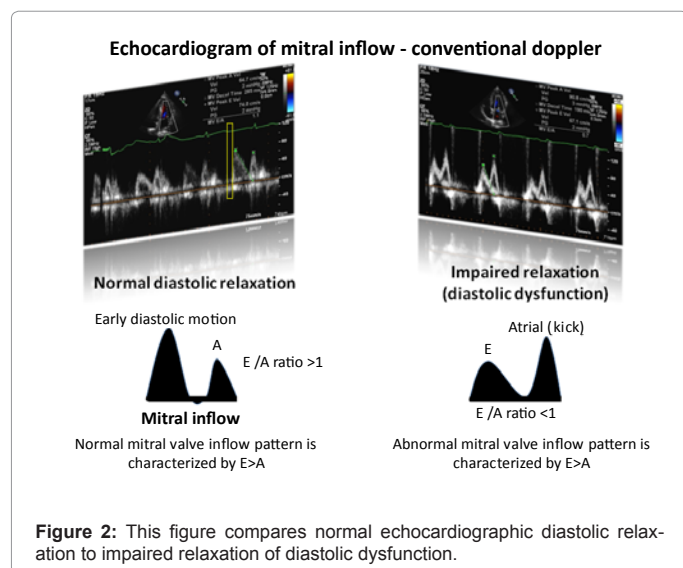 Echocardiogram of mitral inflow - conventional doppler
Normal diastolic relaxation
Impaired relaxation
(diastolic dysfunction)
Early diastolic motion
A
E /A ratio >1
Mitral inflow
Normal mitral valve inflow pattern is
characterized by E>A
Atrial (kick)
E
E /A ratio <1
Abnormal mitral valve inflow pattern is
characterized by E>A
Figure 2: This figure compares normal echocardiographic diastolic relax-
ation to impaired relaxation of diastolic dysfunction.